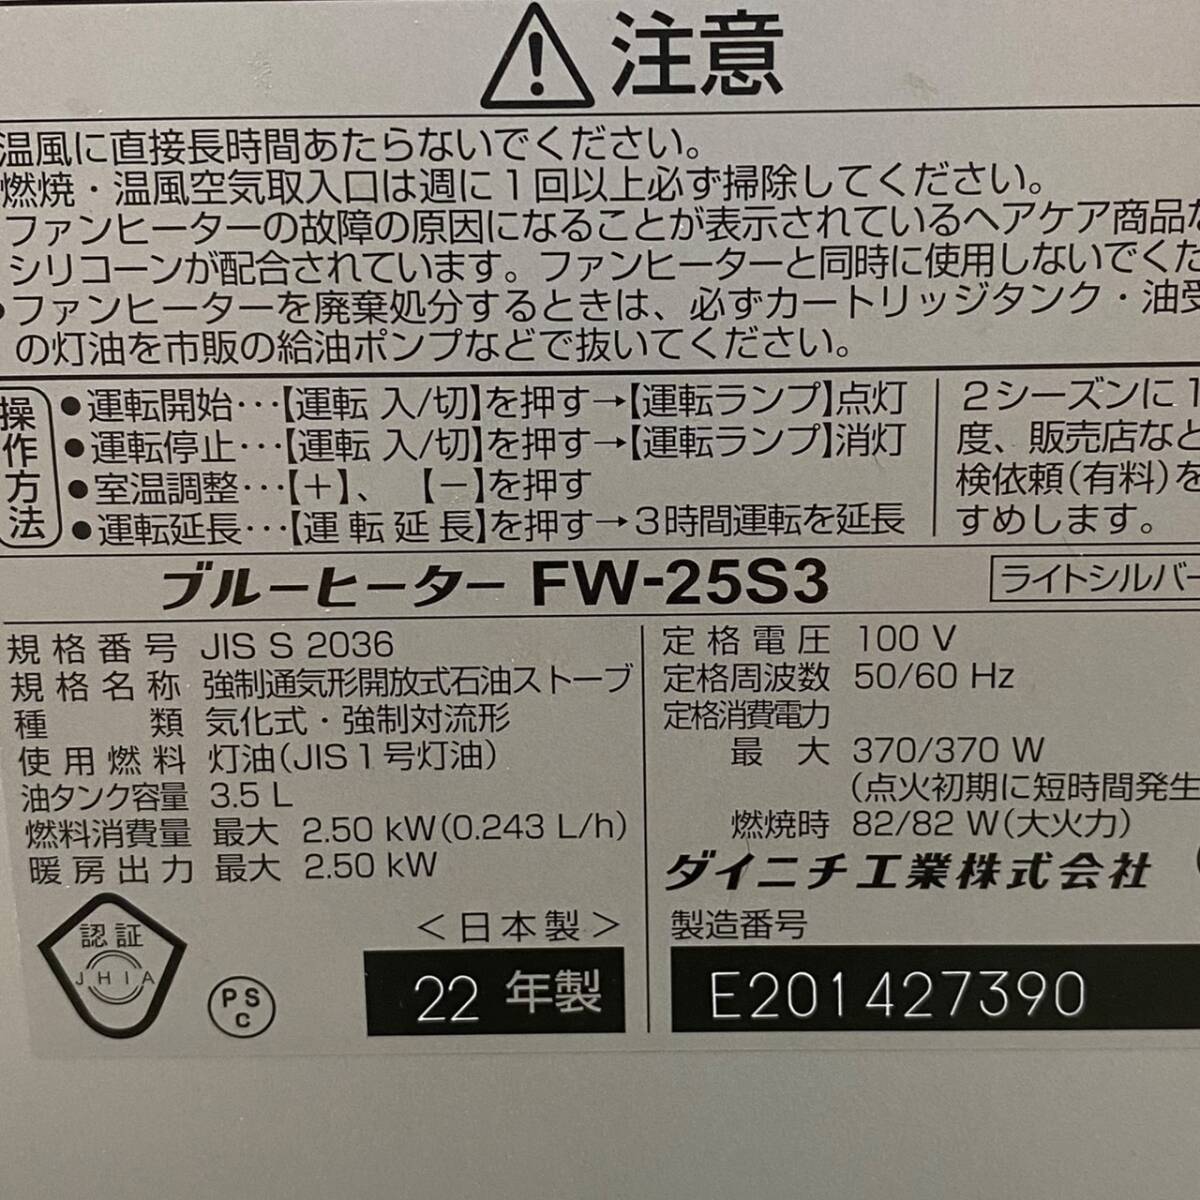 注意
温風に直接長時間あたらないでください。
燃焼・温風空気取入口は週に1回以上必ず掃除してください。
ファンヒーターの故障の原因になることが表示されているヘアケア商品な
シリコーンが配合されています。ファンヒーターと同時に使用しないでくだ
●ファンヒーターを廃棄処分するときは、必ずカートリッジタンク・油受
の灯油を市販の給油ポンプなどで抜いてください。
操作方法
●運転開始･･･【運転 入/切】を押す→【運転ランプ】点灯
●運転停止･･･【運転 入/切】を押す→【運転ランプ】消灯
●室温調整･･･【＋】、【－】を押す
●運転延長･･･【運転延長】を押す→3時間運転を延長
2シーズンに1
度、販売店など
検依頼(有料)を
すめします。
ブルーヒーター FW-25S3
ライトシルバー
規格番号 JIS S 2036
規格名称 強制通気形開放式石油ストーブ
種類 気化式・強制対流形
使用燃料 灯油(JIS1号灯油)
油タンク容量 3.5 L
燃料消費量 最大 2.50 kW(0.243 L/h)
暖房出力 最大 2.50 kW
定格電圧 100 V
定格周波数 50/60 Hz
定格消費電力
最大 370/370 W
(点火初期に短時間発生
燃焼時 82/82 W(大火力)
ダイニチ工業株式会社
認証
JHIA
PS
C
<日本製>
22 年製
製造番号
E201427390